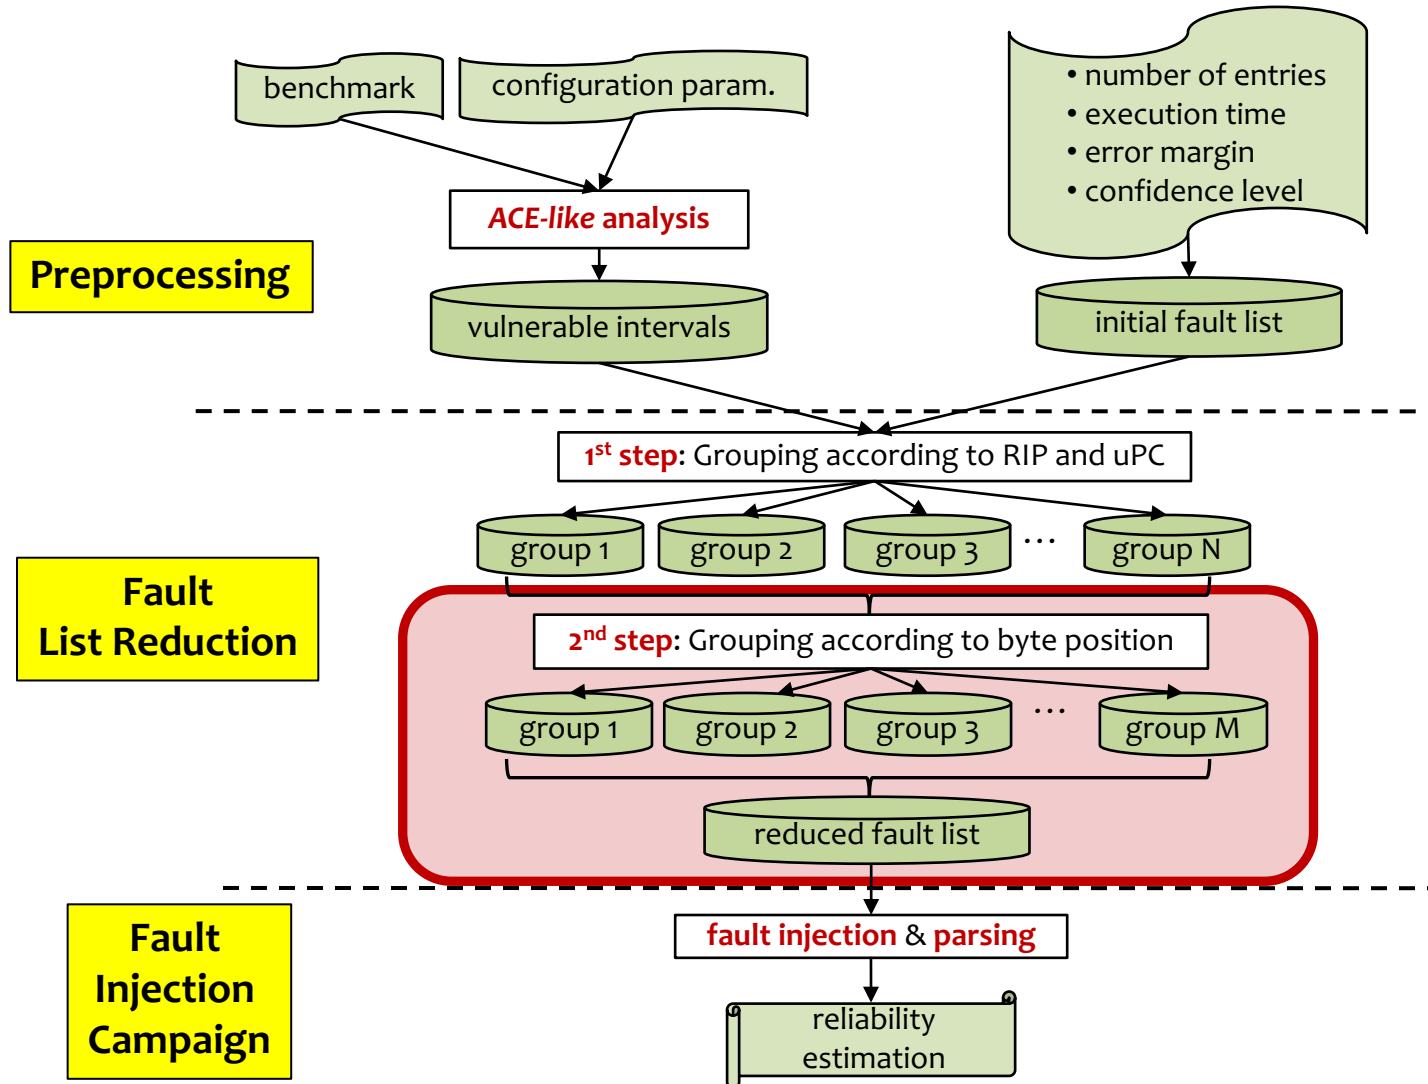 benchmark
configuration param.
• number of entries
• execution time
• error margin
• confidence level
ACE-like analysis
Preprocessing
vulnerable intervals
initial fault list
1st step: Grouping according to RIP and uPC
group 1
group 2
group 3
...
group N
Fault
List Reduction
2nd step: Grouping according to byte position
group 1
group 2
group 3
...
group M
reduced fault list
Fault
Injection
Campaign
fault injection & parsing
reliability
estimation